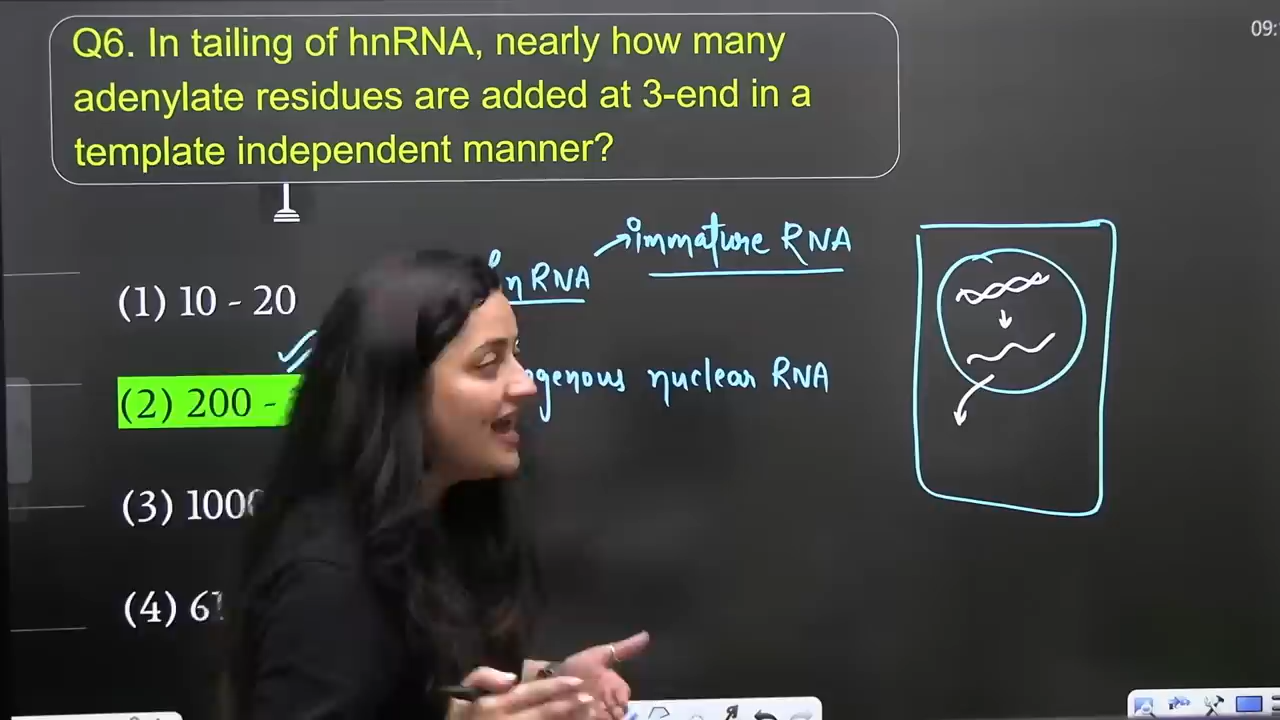 Q6. In tailing of hnRNA, nearly how many
adenylate residues are added at 3-end in a
template independent manner?
09:
(1) 10 - 20
(2) 200 -
(3) 100
(4)
immature RNA
nRNA
genous nuclear RNA